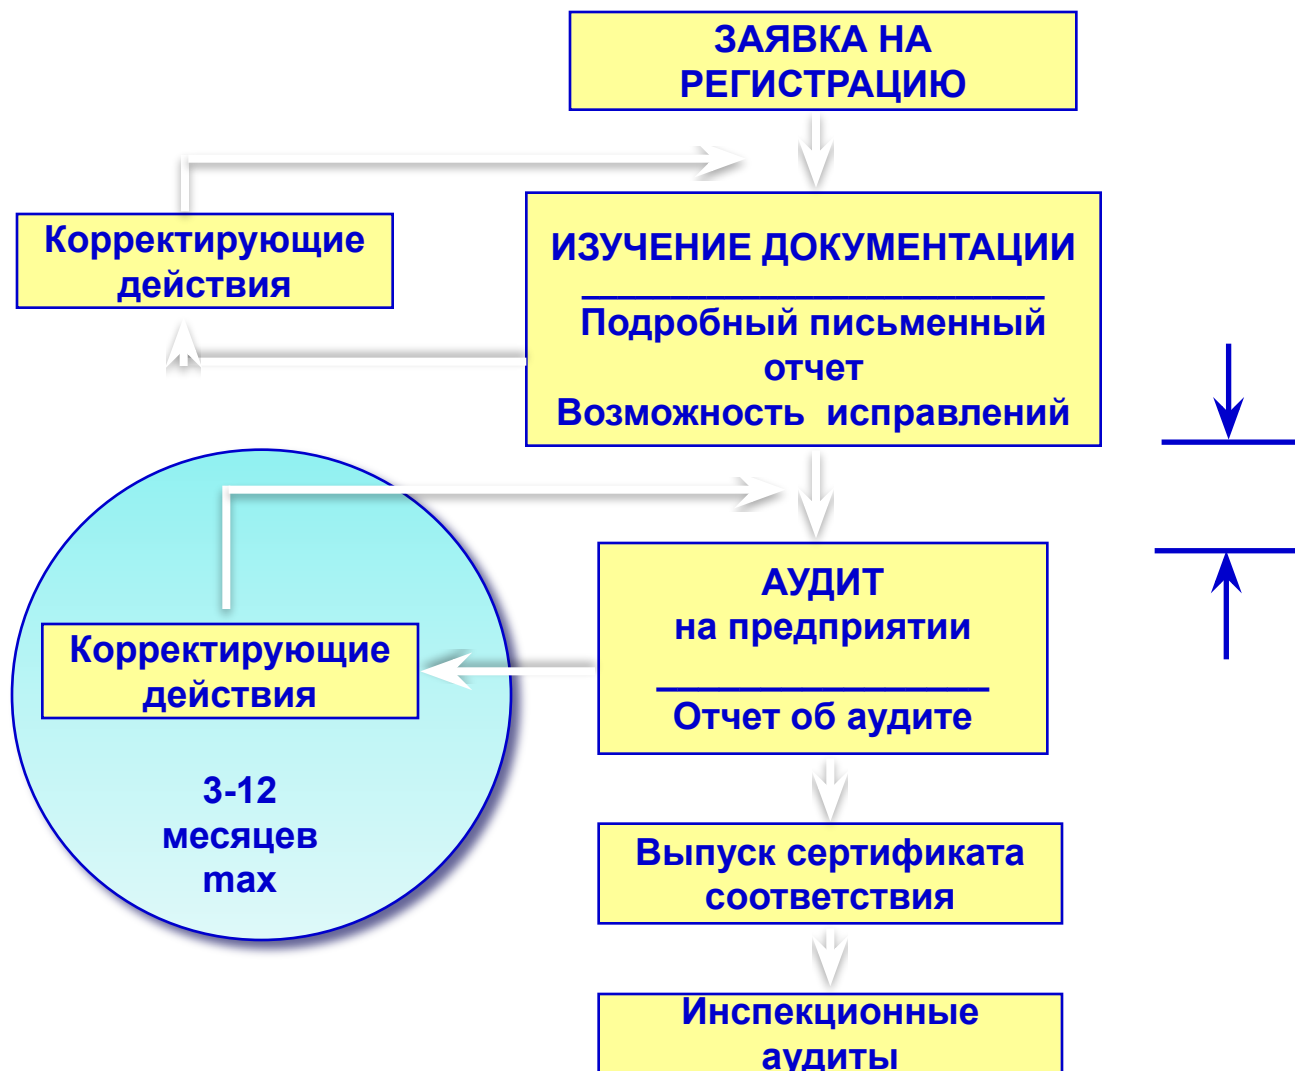 ЗАЯВКА НА
РЕГИСТРАЦИЮ
Корректирующие
действия
ИЗУЧЕНИЕ ДОКУМЕНТАЦИИ
Подробный письменный
отчет
Возможность исправлений
АУДИТ
на предприятии
Отчет об аудите
Корректирующие
действия
3-12
месяцев
max
Выпуск сертификата
соответствия
Инспекционные
аудиты